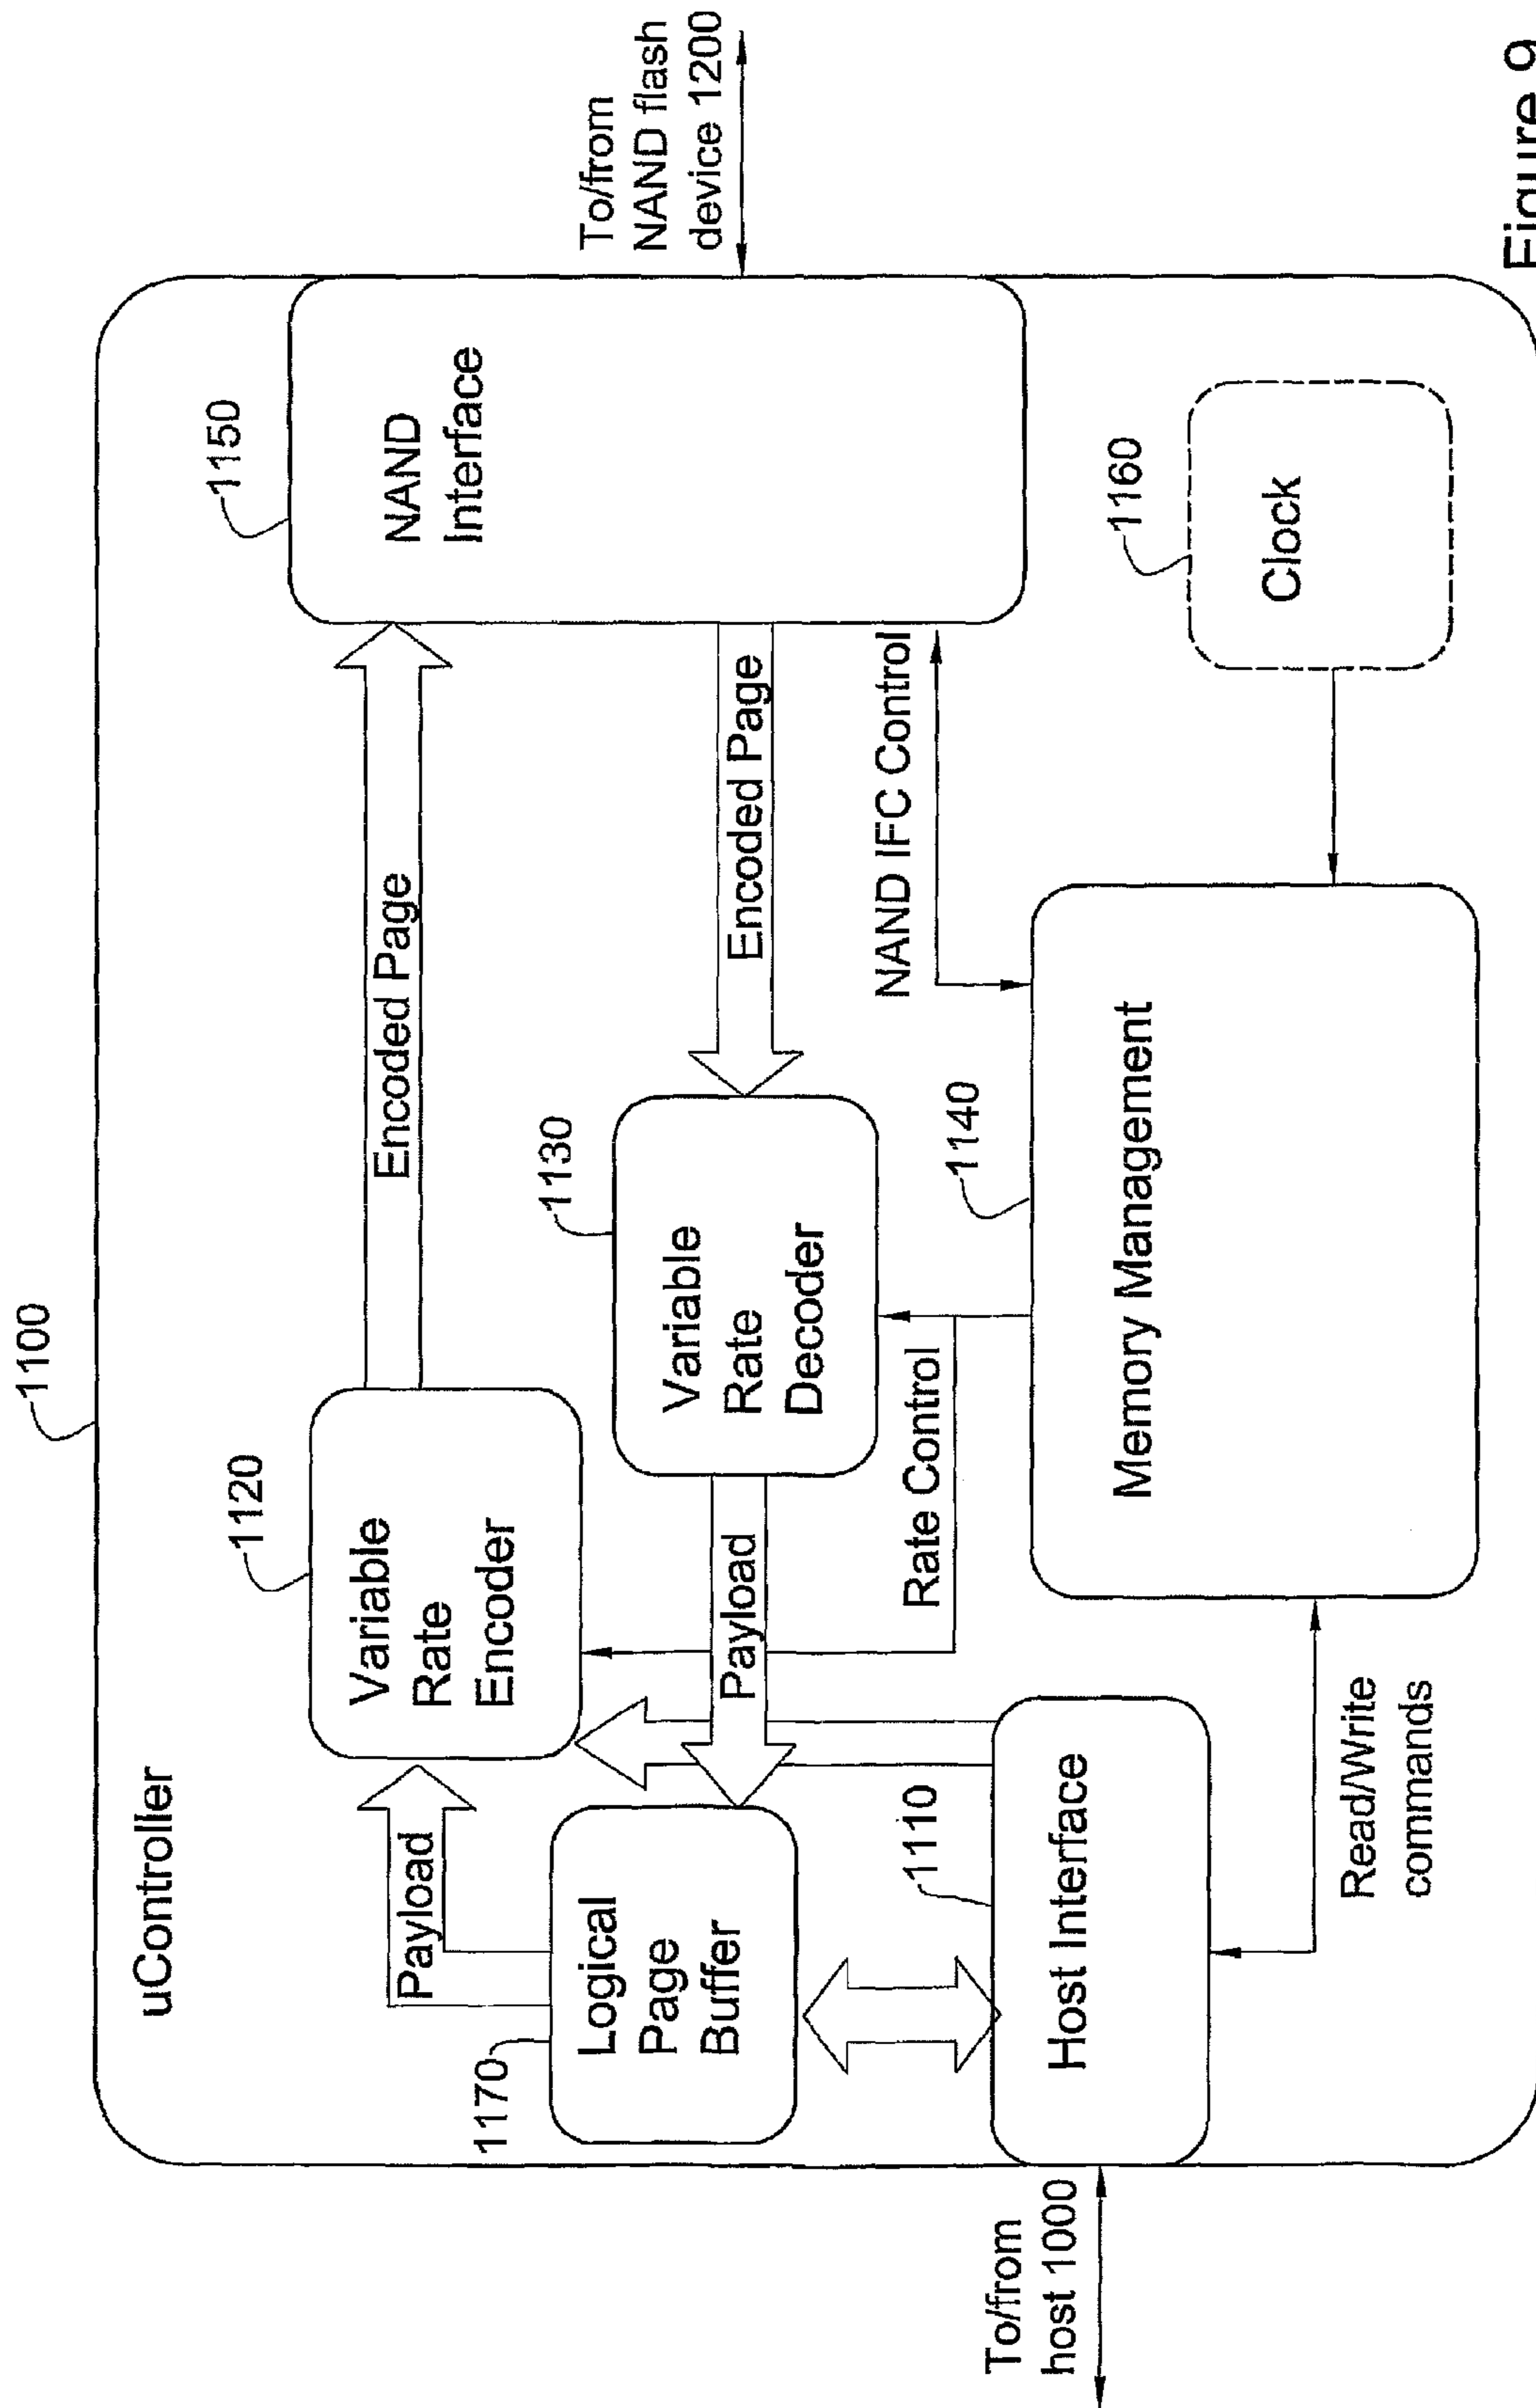 1100
uController
1120
Variable
Rate
Encoder
Encoded Page
1150
NAND
Interface
To/from
NAND flash
device 1200
Payload
1170
Logical
Page
Buffer
Payload
1130
Variable
Rate
Decoder
Encoded Page
Rate Control
NAND IFC Control
1110
Host Interface
To/from
host 1000
Read/Write
commands
1140
Memory Management
1160
Clock
Figure 9